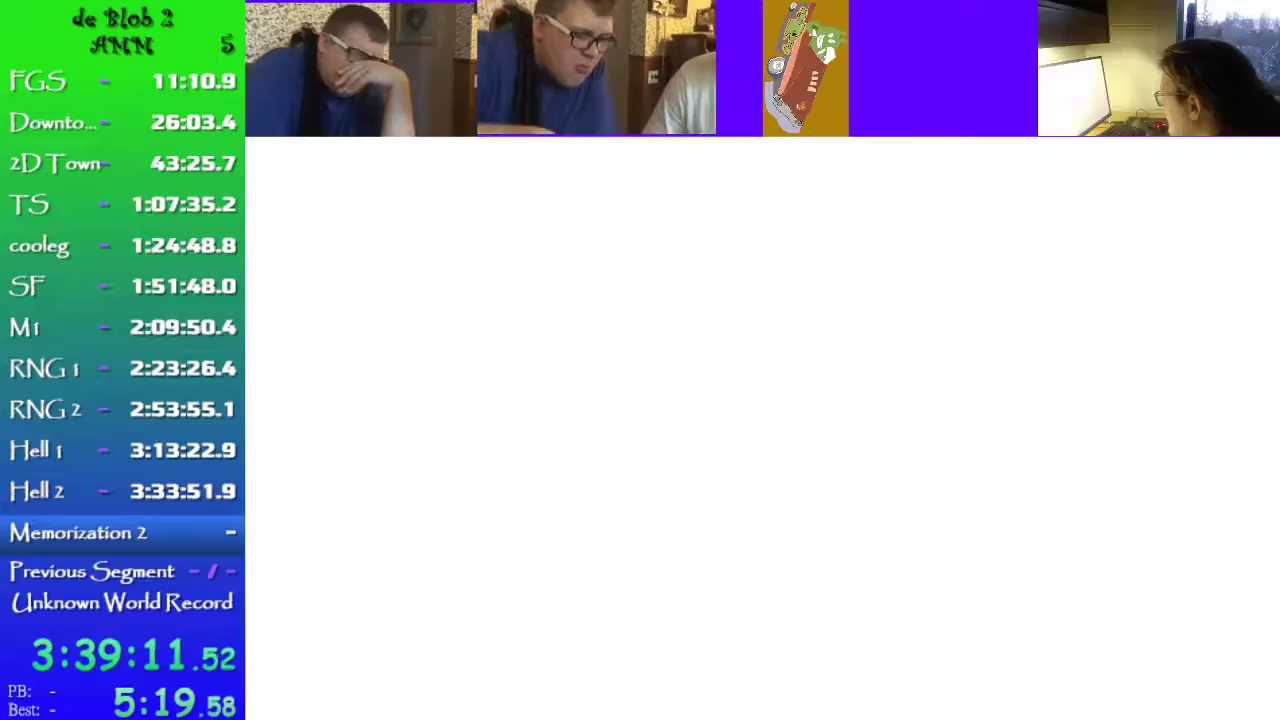 de Blob 2
AMN 5
FGS - 11:10.9
Downto... - 26:03.4
2D Town - 43:25.7
TS - 1:07:35.2
cooleg - 1:24:48.8
SF - 1:51:48.0
M1 - 2:09:50.4
RNG 1 - 2:23:26.4
RNG 2 - 2:53:55.1
Hell 1 - 3:13:22.9
Hell 2 - 3:33:51.9
Memorization 2 -
Previous Segment - / -
Unknown World Record
3:39:11.52
PB: -
Best: - 5:19.58